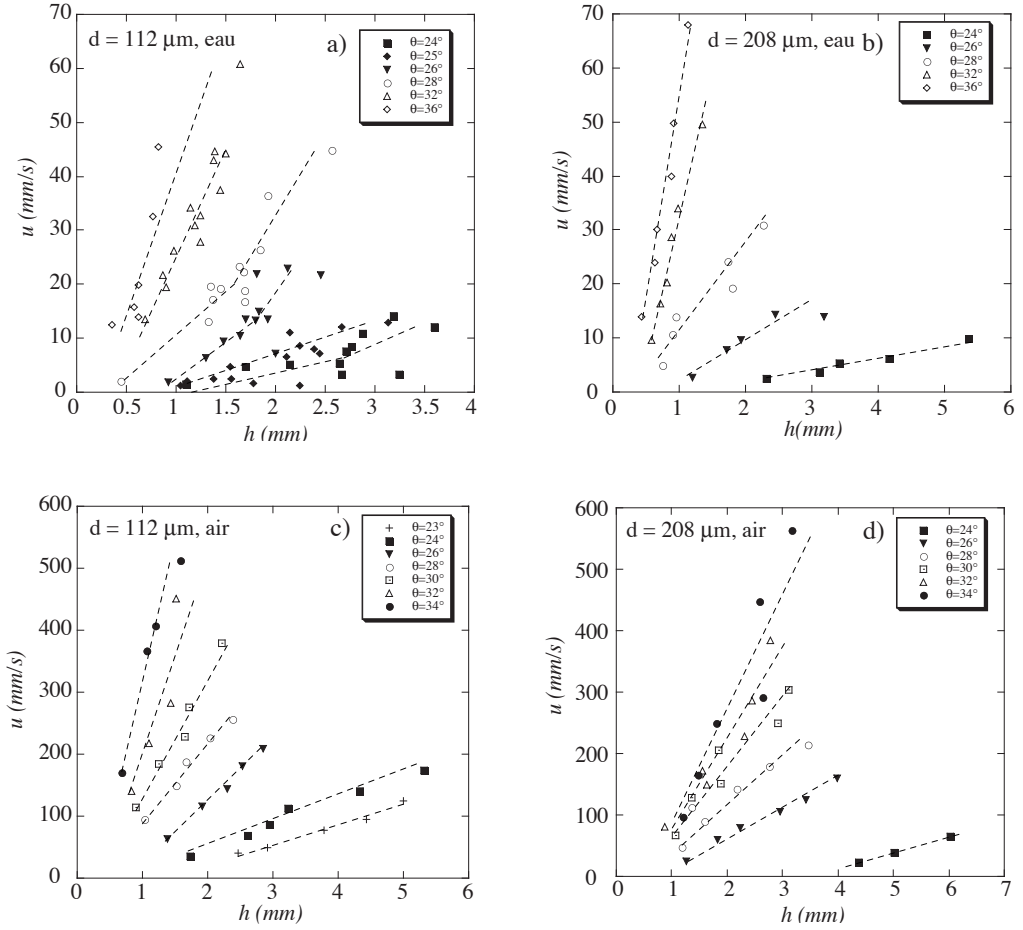 d = 112 μm, eau
a)
θ=24°
θ=25°
θ=26°
θ=28°
θ=32°
θ=36°
70
60
50
40
30
20
10
0
0
0.5
1
1.5
2
2.5
3
3.5
4
u (mm/s)
h (mm)
d = 208 μm, eau
b)
θ=24°
θ=26°
θ=28°
θ=32°
θ=36°
70
60
50
40
30
20
10
0
0
1
2
3
4
5
6
u (mm/s)
h(mm)
d = 112 μm, air
c)
θ=23°
θ=24°
θ=26°
θ=28°
θ=30°
θ=32°
θ=34°
600
500
400
300
200
100
0
0
1
2
3
4
5
6
u (mm/s)
h (mm)
d = 208 μm, air
d)
θ=24°
θ=26°
θ=28°
θ=30°
θ=32°
θ=34°
600
500
400
300
200
100
0
0
1
2
3
4
5
6
7
u (mm/s)
h (mm)